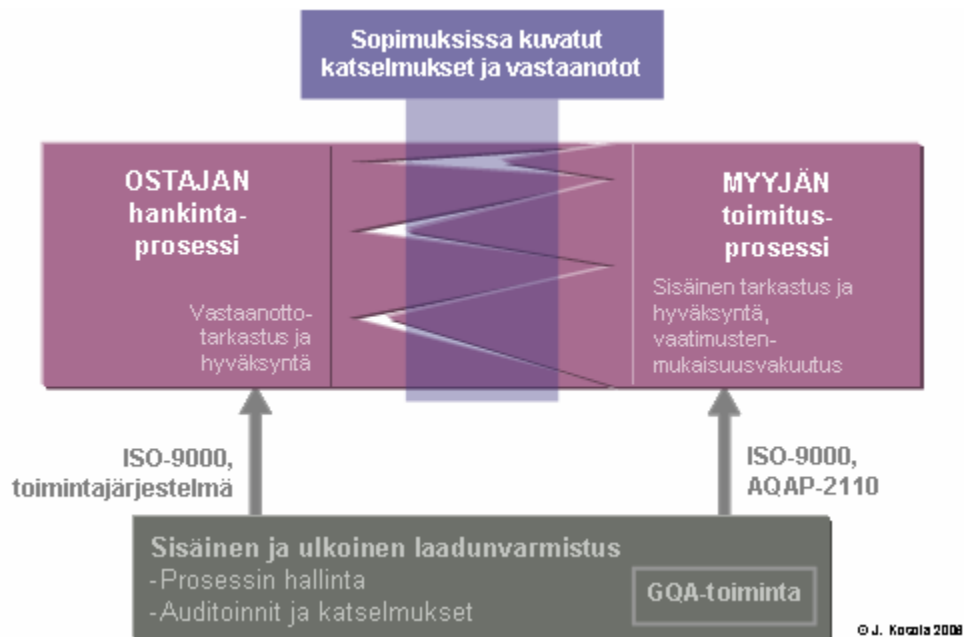 Sopimuksissa kuvatut
katselmukset ja vastaanotot
OSTAJAN
hankinta-
prosessi
Vastaanotto-
tarkastus ja
hyväksyntä
MYYJÄN
toimitus-
prosessi
Sisäinen tarkastus ja
hyväksyntä,
vaatimusten-
mukaisuusvakuutus
ISO-9000,
toimintajärjestelmä
ISO-9000,
AQAP-2110
Sisäinen ja ulkoinen laadunvarmistus
-Prosessin hallinta
-Auditoinnit ja katselmukset
GQA-toiminta
© J.